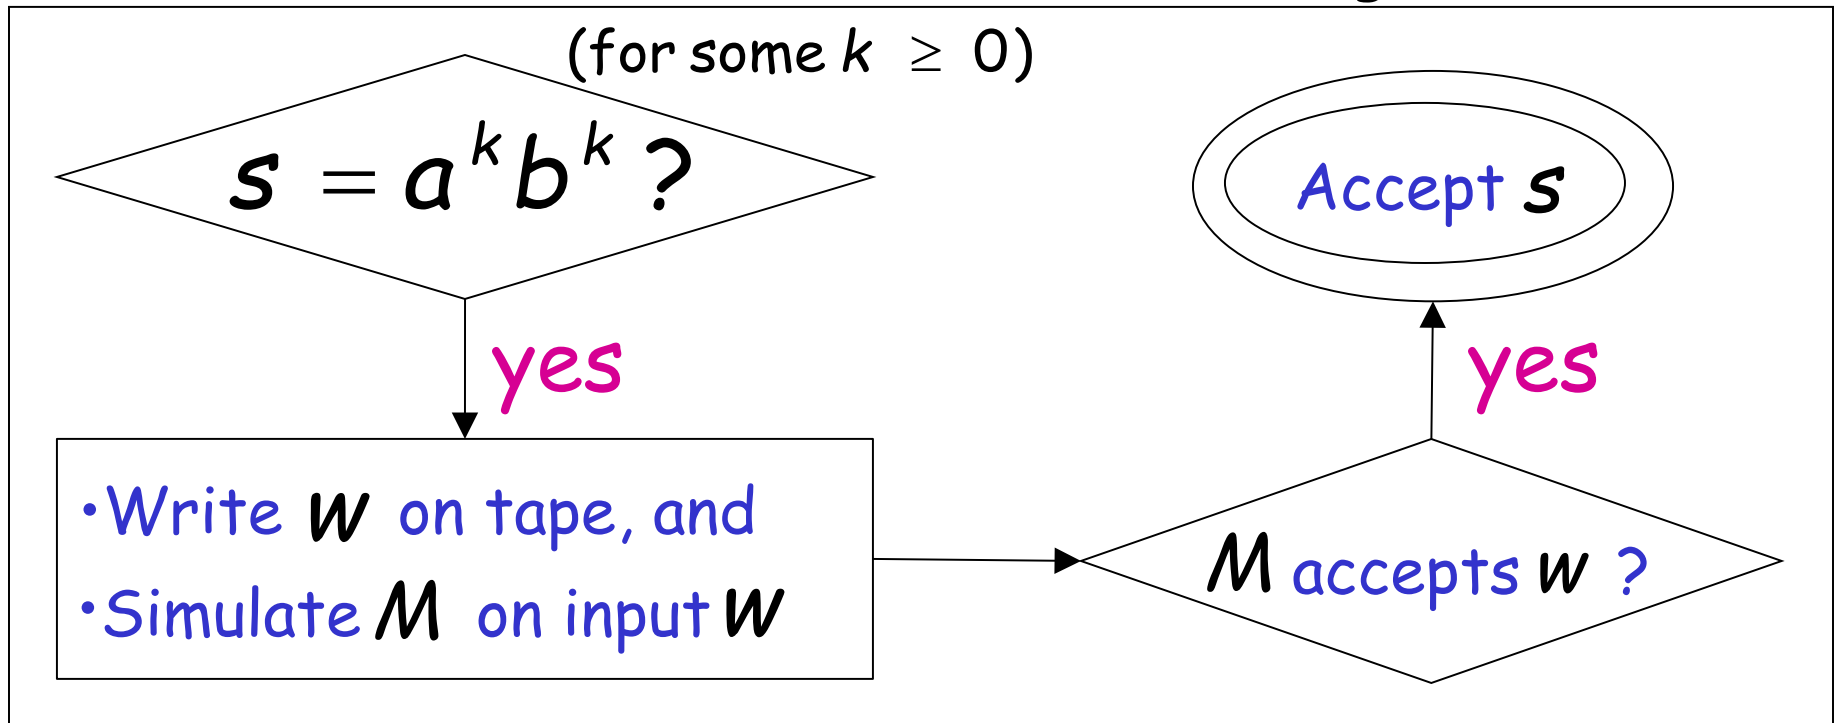 (for some k ≥ 0)
s = a^k b^k ?
yes
•Write w on tape, and
•Simulate M on input w
M accepts w ?
yes
Accept s